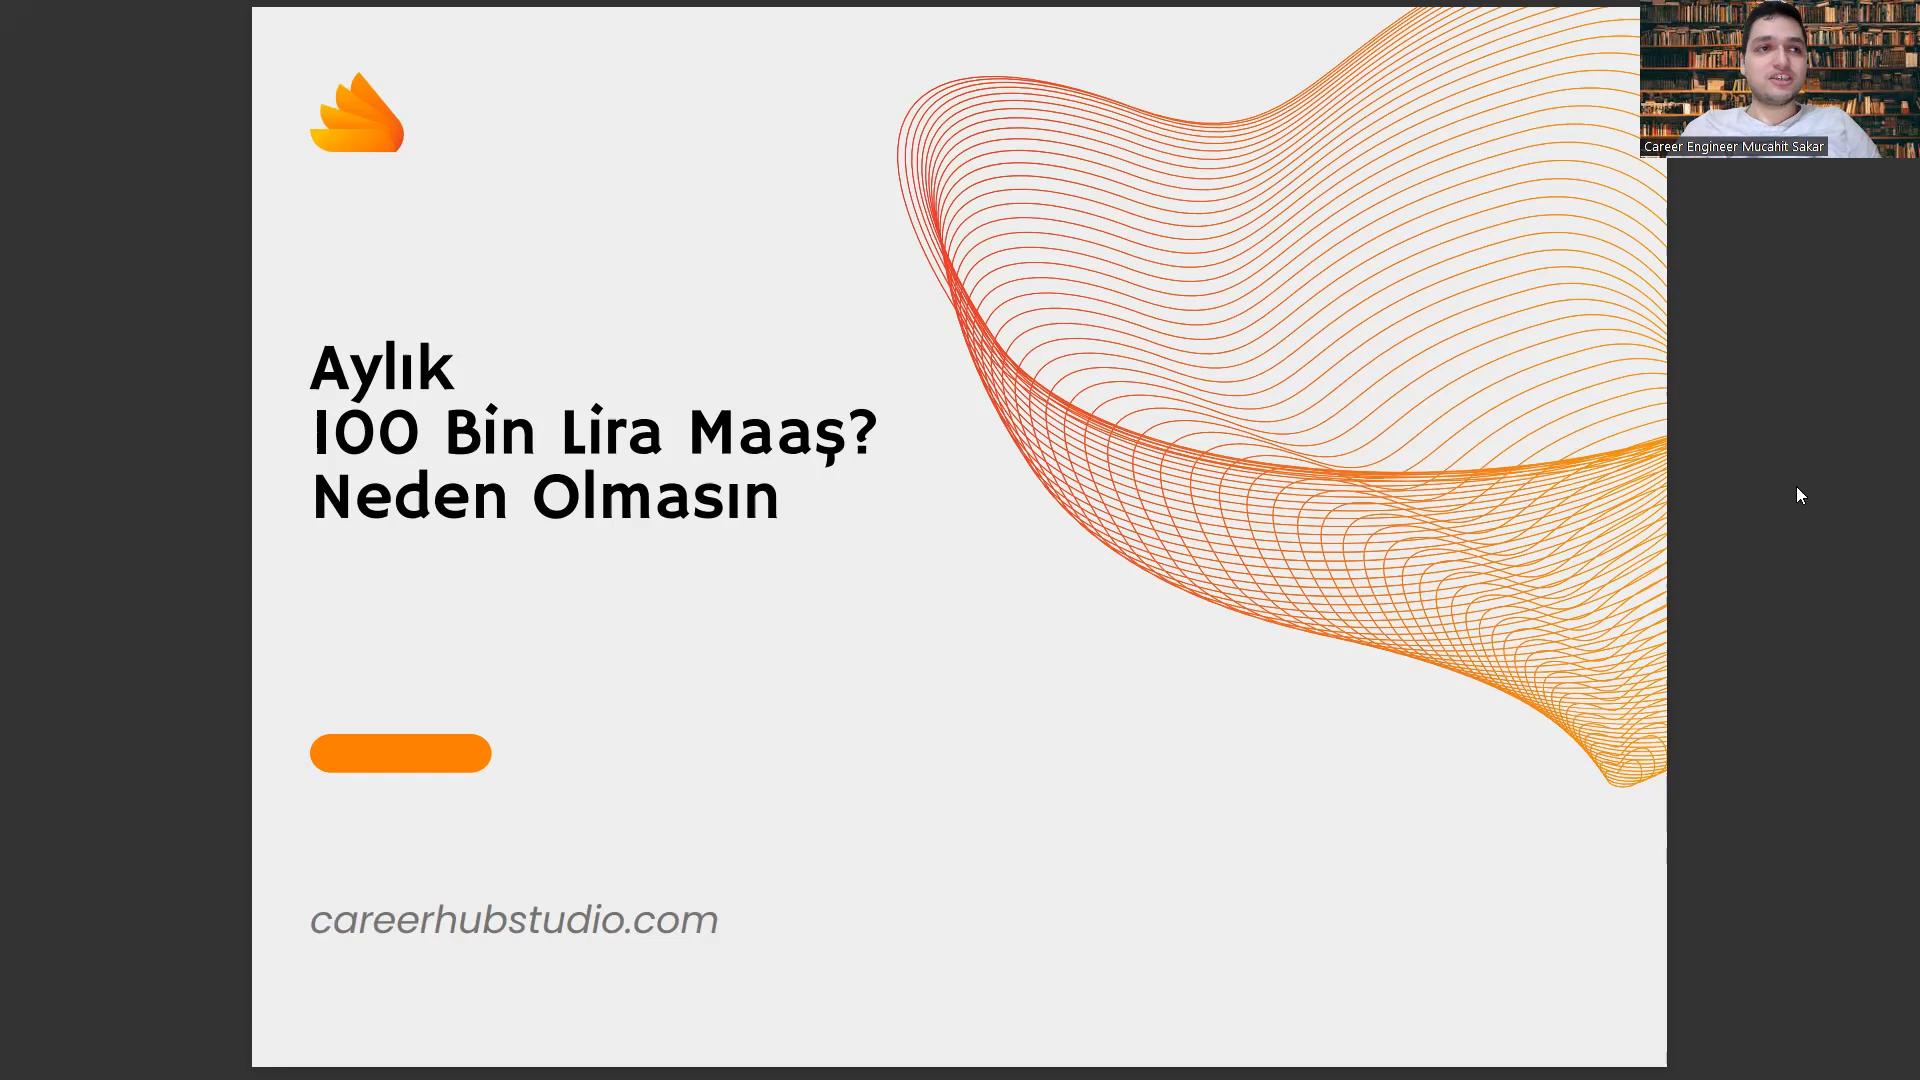 Career Engineer Mucahit Sakar
Aylık
100 Bin Lira Maaş?
Neden Olmasın
careerhubstudio.com